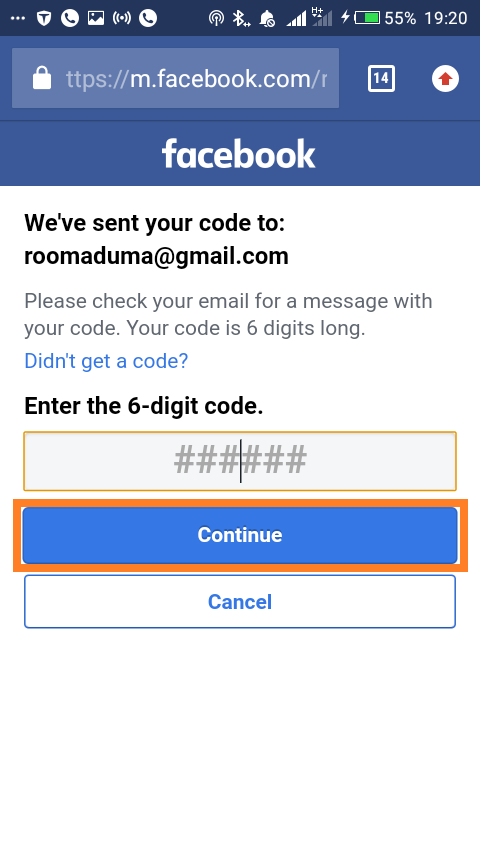 55% 19:20
ttps://m.facebook.com/r 14
facebook
We've sent your code to:
roomaduma@gmail.com
Please check your email for a message with
your code. Your code is 6 digits long.
Didn't get a code?
Enter the 6-digit code.
######
Continue
Cancel